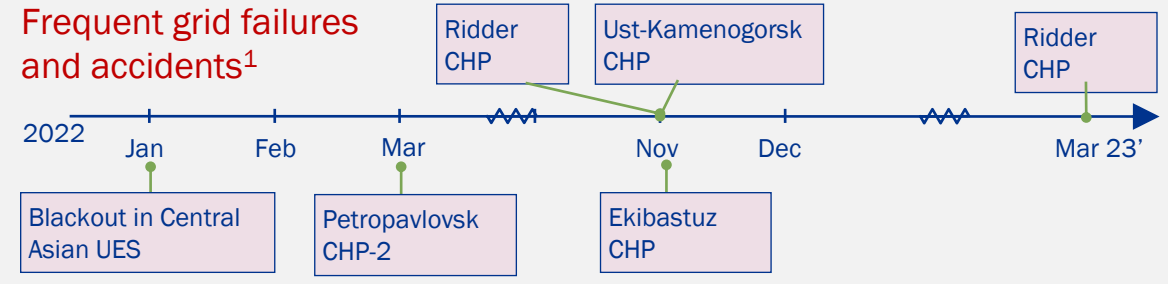 Frequent grid failures
and accidents¹
Ridder
CHP
Ust-Kamenogorsk
CHP
Ridder
CHP
2022
Jan
Feb
Mar
Nov
Dec
Mar 23'
Blackout in Central
Asian UES
Petropavlovsk
CHP-2
Ekibastuz
CHP